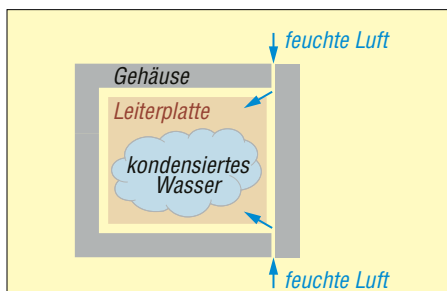 feuchte Luft
Gehäuse
Leiterplatte
kondensiertes
Wasser
feuchte Luft